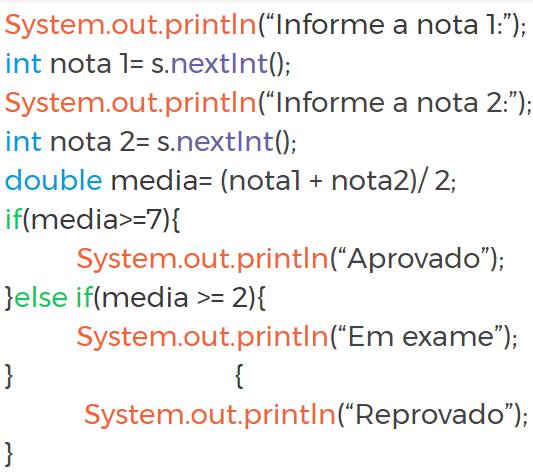 System.out.println(“Informe a nota 1:”);
int nota 1= s.nextInt();
System.out.println(“Informe a nota 2:”);
int nota 2= s.nextInt();
double media= (nota1 + nota2)/ 2;
if(media>=7){
System.out.println(“Aprovado”);
}else if(media >= 2){
System.out.println(“Em exame”);
} {
System.out.println(“Reprovado”);
}